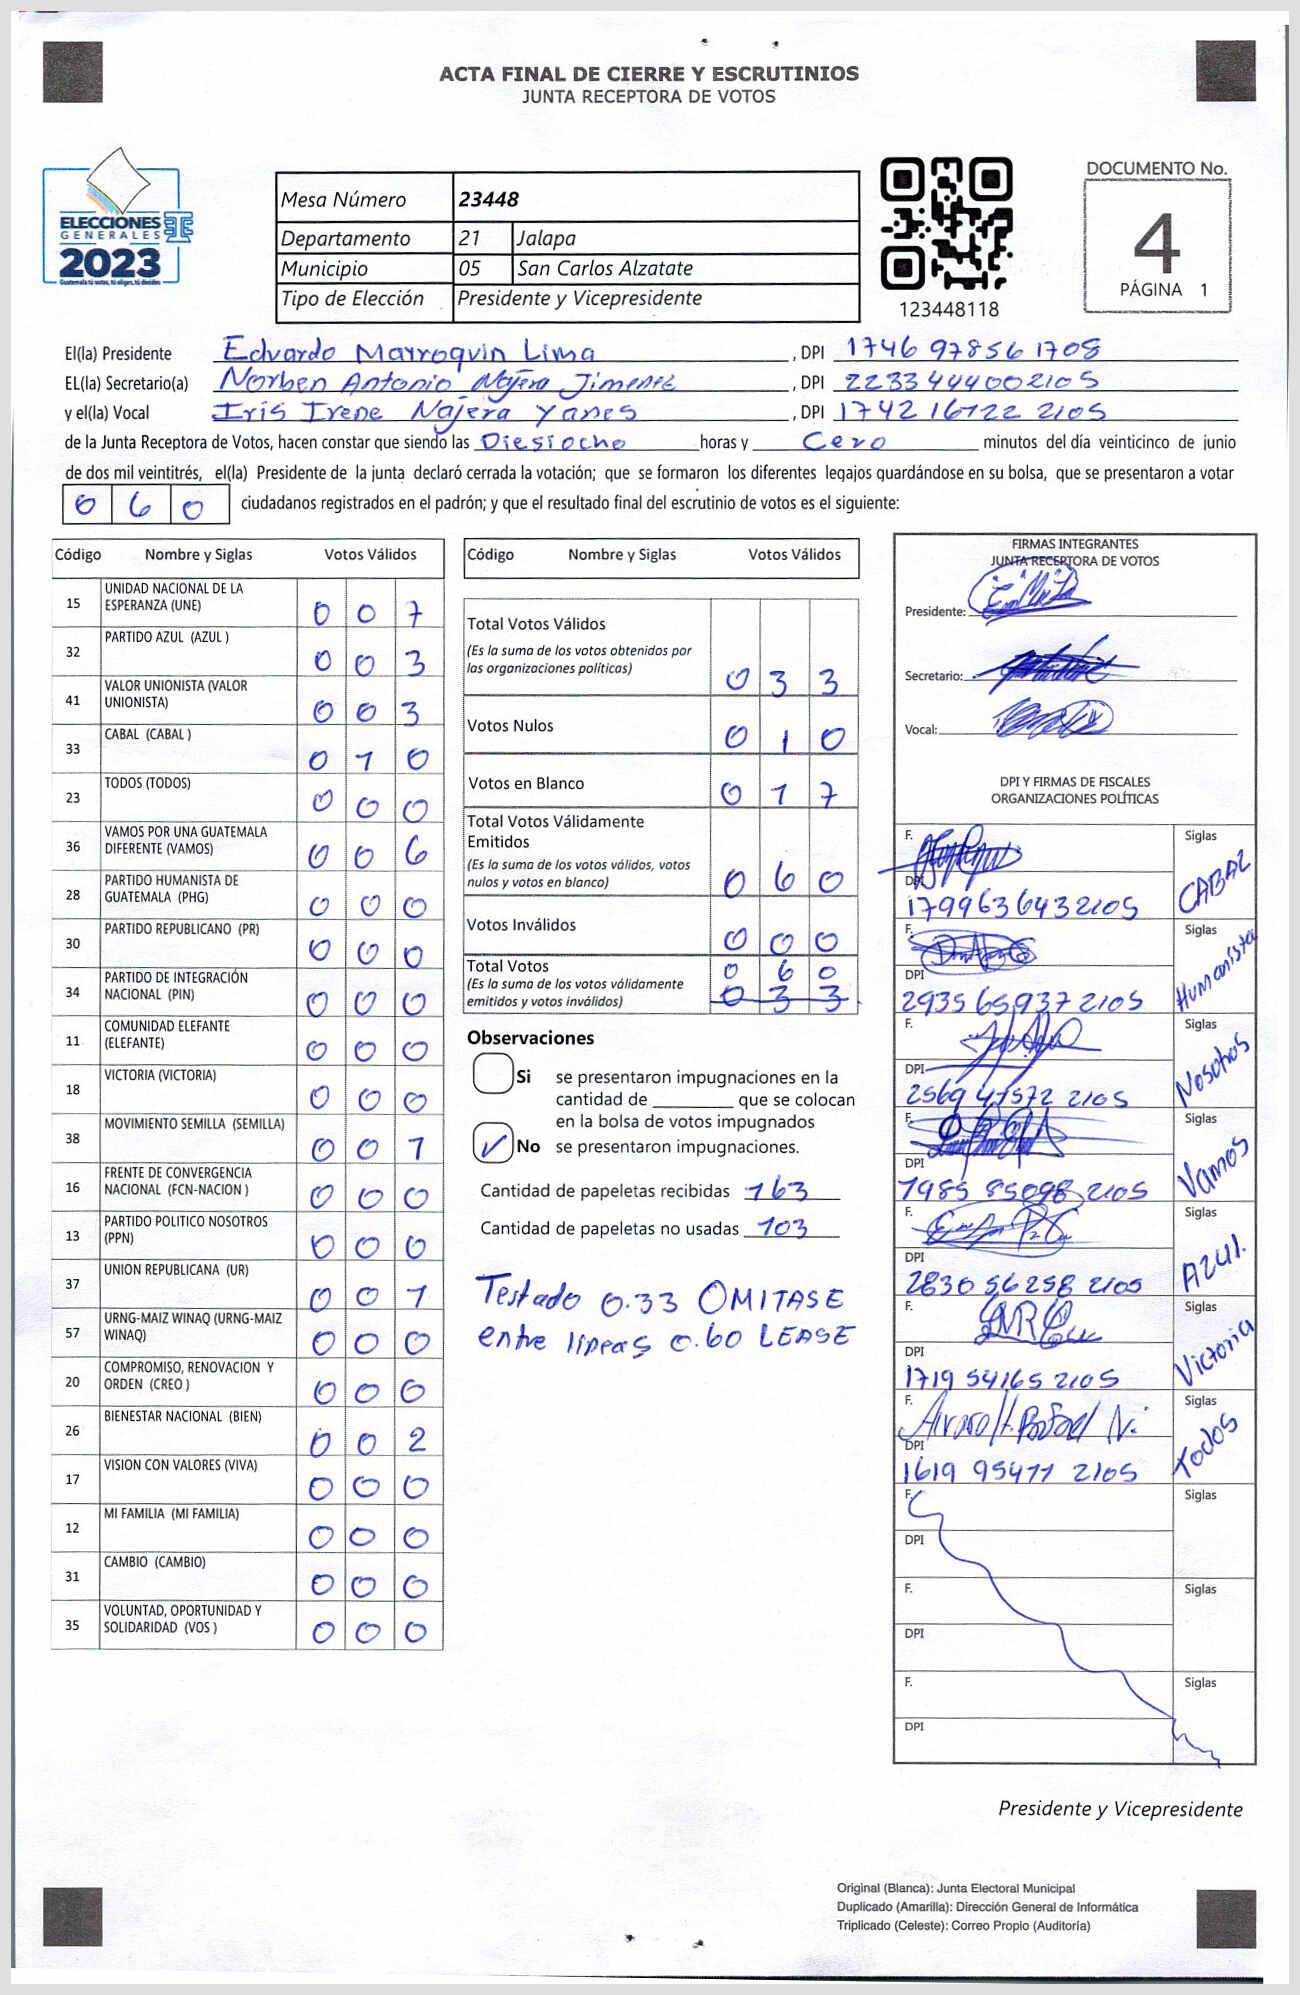 ACTA FINAL DE CIERRE Y ESCRUTINIOS
JUNTA RECEPTORA DE VOTOS
ELECCIONES
GENERALES
2023
Guatemala tú votas, tú eliges, tú decides
TSE
Mesa Número 23448
Departamento 21 Jalapa
Municipio 05 San Carlos Alzatate
Tipo de Elección Presidente y Vicepresidente
123448118
DOCUMENTO No.
4
PÁGINA 1
El(la) Presidente Eduardo Marroquin Lima, DPI 1746 97856 1708
EL(la) Secretario(a) Norben Antonio Najera Jimenez, DPI 2233 44400 2105
y el(la) Vocal Iris Irene Najera Yanes, DPI 1742 16722 2105
de la Junta Receptora de Votos, hacen constar que siendo las Diesiocho horas y Cero minutos del día veinticinco de junio
de dos mil veintitrés, el(la) Presidente de la junta declaró cerrada la votación; que se formaron los diferentes legajos guardándose en su bolsa, que se presentaron a votar
0 6 0 ciudadanos registrados en el padrón; y que el resultado final del escrutinio de votos es el siguiente:
Código Nombre y Siglas Votos Válidos
15 UNIDAD NACIONAL DE LA ESPERANZA (UNE) 0 0 7
32 PARTIDO AZUL (AZUL ) 0 0 3
41 VALOR UNIONISTA (VALOR UNIONISTA) 0 0 3
33 CABAL (CABAL ) 0 1 0
23 TODOS (TODOS) 0 0 0
36 VAMOS POR UNA GUATEMALA DIFERENTE (VAMOS) 0 0 6
28 PARTIDO HUMANISTA DE GUATEMALA (PHG) 0 0 0
30 PARTIDO REPUBLICANO (PR) 0 0 0
34 PARTIDO DE INTEGRACIÓN NACIONAL (PIN) 0 0 0
11 COMUNIDAD ELEFANTE (ELEFANTE) 0 0 0
18 VICTORIA (VICTORIA) 0 0 0
38 MOVIMIENTO SEMILLA (SEMILLA) 0 0 1
16 FRENTE DE CONVERGENCIA NACIONAL (FCN-NACION ) 0 0 0
13 PARTIDO POLITICO NOSOTROS (PPN) 0 0 0
37 UNION REPUBLICANA (UR) 0 0 1
57 URNG-MAIZ WINAQ (URNG-MAIZ WINAQ) 0 0 0
20 COMPROMISO, RENOVACION Y ORDEN (CREO ) 0 0 0
26 BIENESTAR NACIONAL (BIEN) 0 0 2
17 VISION CON VALORES (VIVA) 0 0 0
12 MI FAMILIA (MI FAMILIA) 0 0 0
31 CAMBIO (CAMBIO) 0 0 0
35 VOLUNTAD, OPORTUNIDAD Y SOLIDARIDAD (VOS ) 0 0 0
Código Nombre y Siglas Votos Válidos
Total Votos Válidos
(Es la suma de los votos obtenidos por
las organizaciones políticas) 0 3 3
Votos Nulos 0 1 0
Votos en Blanco 0 1 7
Total Votos Válidamente
Emitidos
(Es la suma de los votos válidos, votos
nulos y votos en blanco) 0 6 0
Votos Inválidos 0 0 0
Total Votos 0 6 0
(Es la suma de los votos válidamente
emitidos y votos inválidos) 0 3 3
Observaciones
Si se presentaron impugnaciones en la
cantidad de ________ que se colocan
en la bolsa de votos impugnados
No se presentaron impugnaciones.
Cantidad de papeletas recibidas 163
Cantidad de papeletas no usadas 103
Testado 0.33 OMITASE
entre lineas 0.60 LEASE
FIRMAS INTEGRANTES
JUNTA RECEPTORA DE VOTOS
Presidente:
Secretario:
Vocal:
DPI Y FIRMAS DE FISCALES
ORGANIZACIONES POLÍTICAS
F. Siglas
DPI CABAL
1799636432105
F. Siglas
DPI Humanista
2935 65937 2105
F. Siglas
DPI Nosotros
2569 47572 2105
F. Siglas
DPI Vamos
1985 85098 2105
F. Siglas
DPI AZUL.
2830 56258 2105
F. Siglas
DPI Victoria
1719 54165 2105
F. Siglas
DPI Todos
1619 95477 2105
F. Siglas
DPI
F. Siglas
DPI
F. Siglas
DPI
Presidente y Vicepresidente
Original (Blanca): Junta Electoral Municipal
Duplicado (Amarilla): Dirección General de Informática
Triplicado (Celeste): Correo Propio (Auditoría)